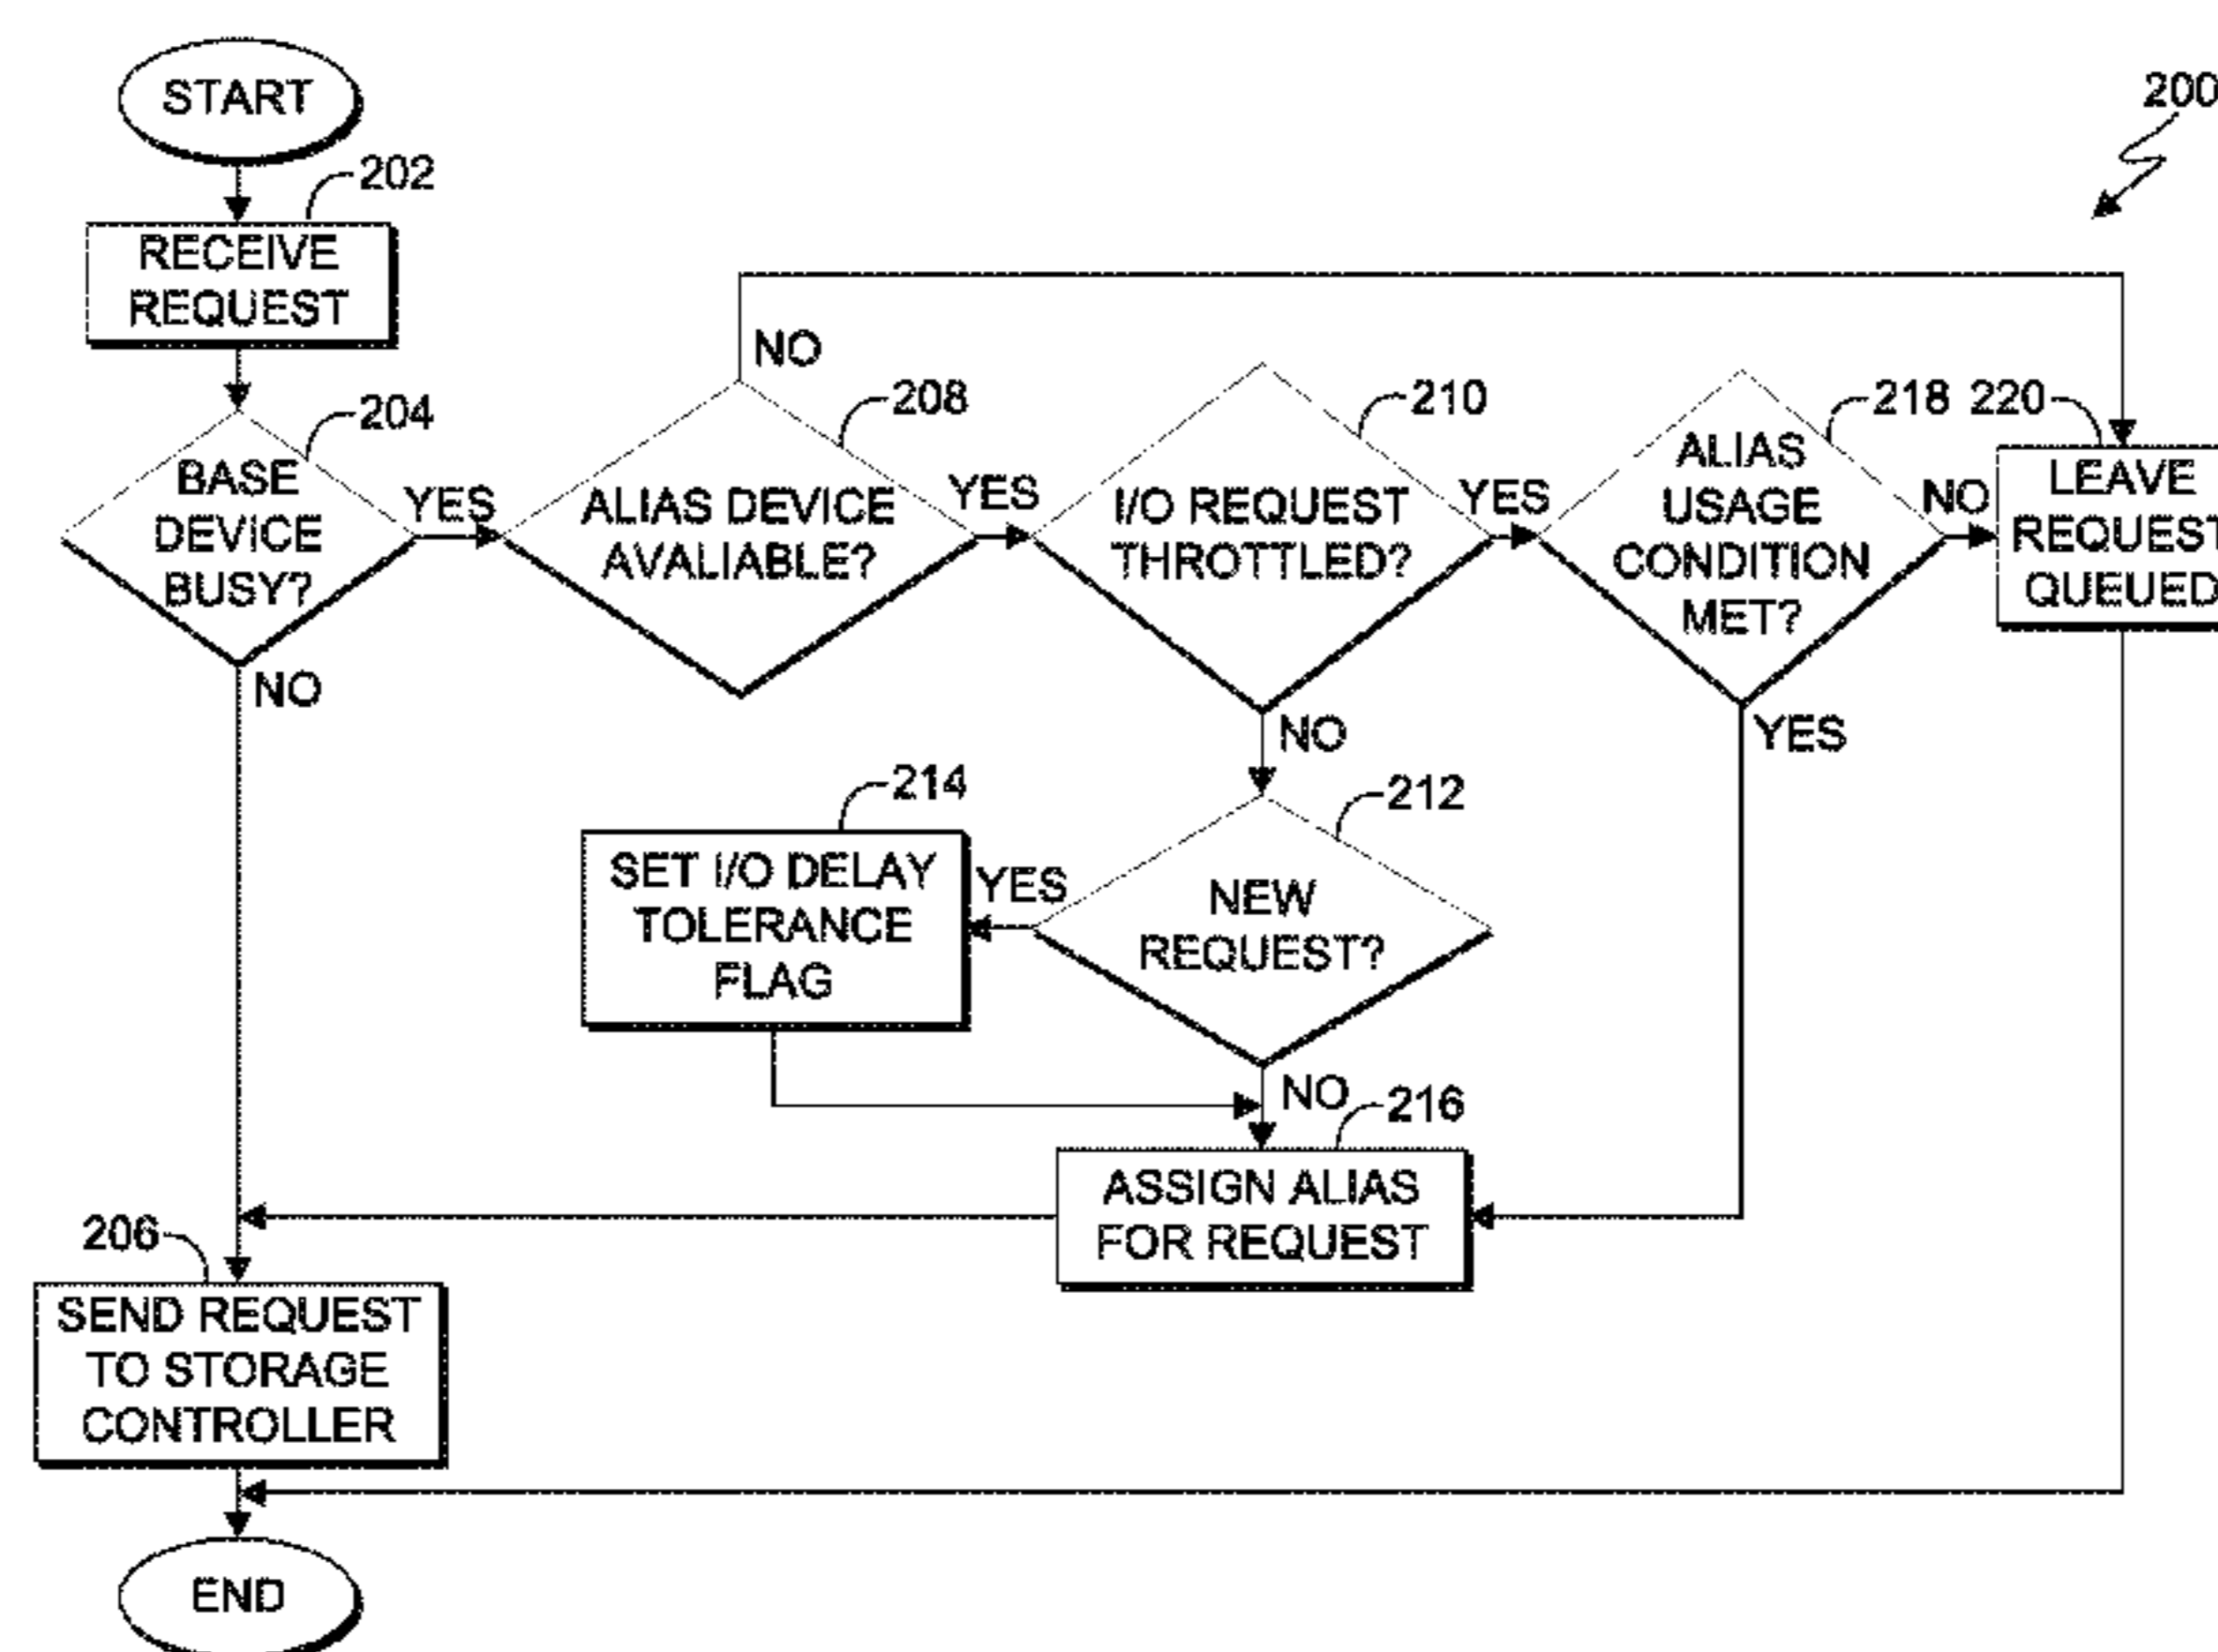 START
200
202
RECEIVE
REQUEST
NO
204
BASE
DEVICE
BUSY?
YES
NO
208
ALIAS DEVICE
AVALIABLE?
YES
210
I/O REQUEST
THROTTLED?
YES
NO
218
ALIAS
USAGE
CONDITION
MET?
NO
YES
220
LEAVE
REQUEST
QUEUED
214
SET I/O DELAY
TOLERANCE
FLAG
YES
212
NEW
REQUEST?
NO
216
ASSIGN ALIAS
FOR REQUEST
206
SEND REQUEST
TO STORAGE
CONTROLLER
END